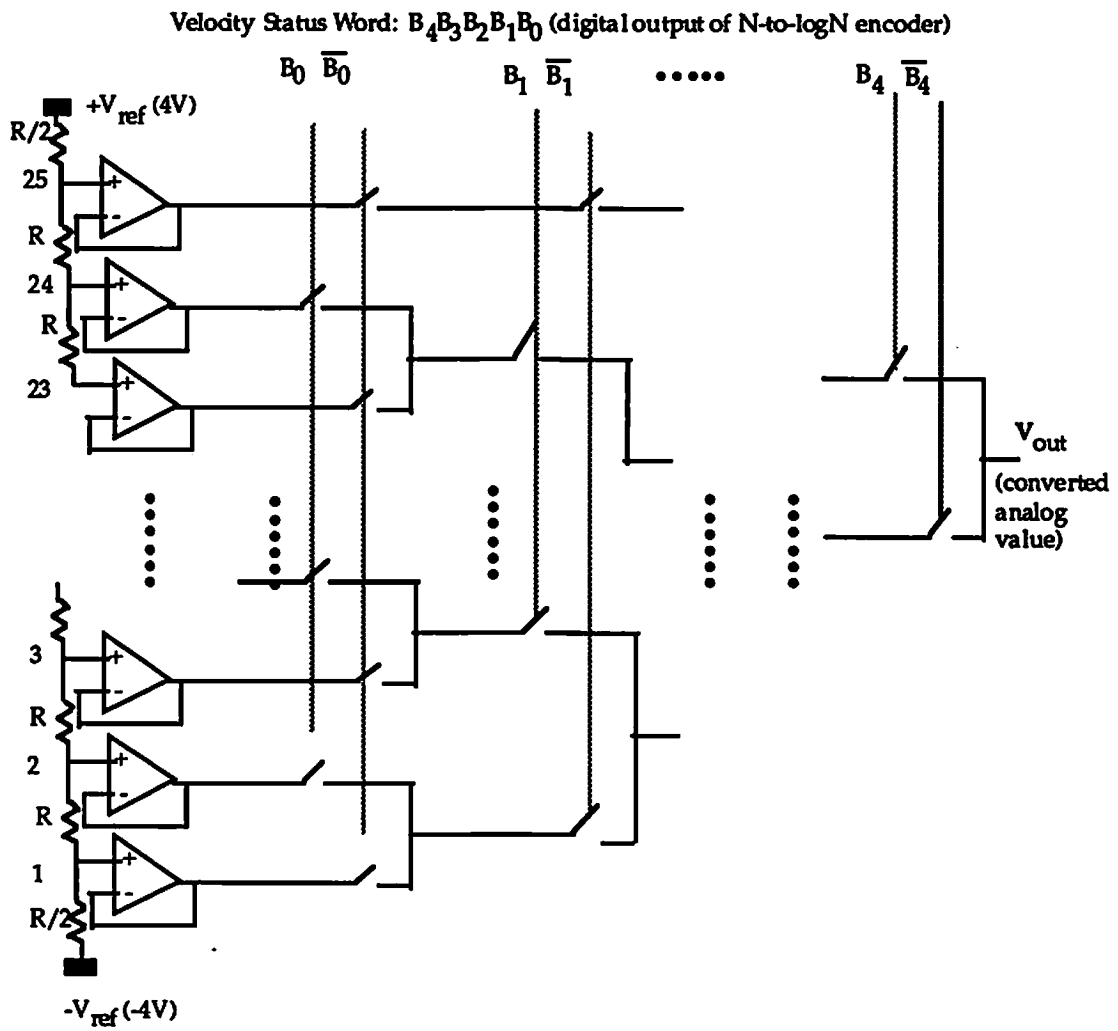 Velocity Status Word: B4B3B2B1B0 (digital output of N-to-logN encoder)
B0 B̅0̅
B1 B̅1̅
B4 B̅4̅
+Vref (4V)
R/2
25
+
-
R
24
+
-
R
23
+
-
Vout
(converted
analog
value)
3
+
-
R
2
+
-
R
1
+
-
R/2
-Vref (-4V)